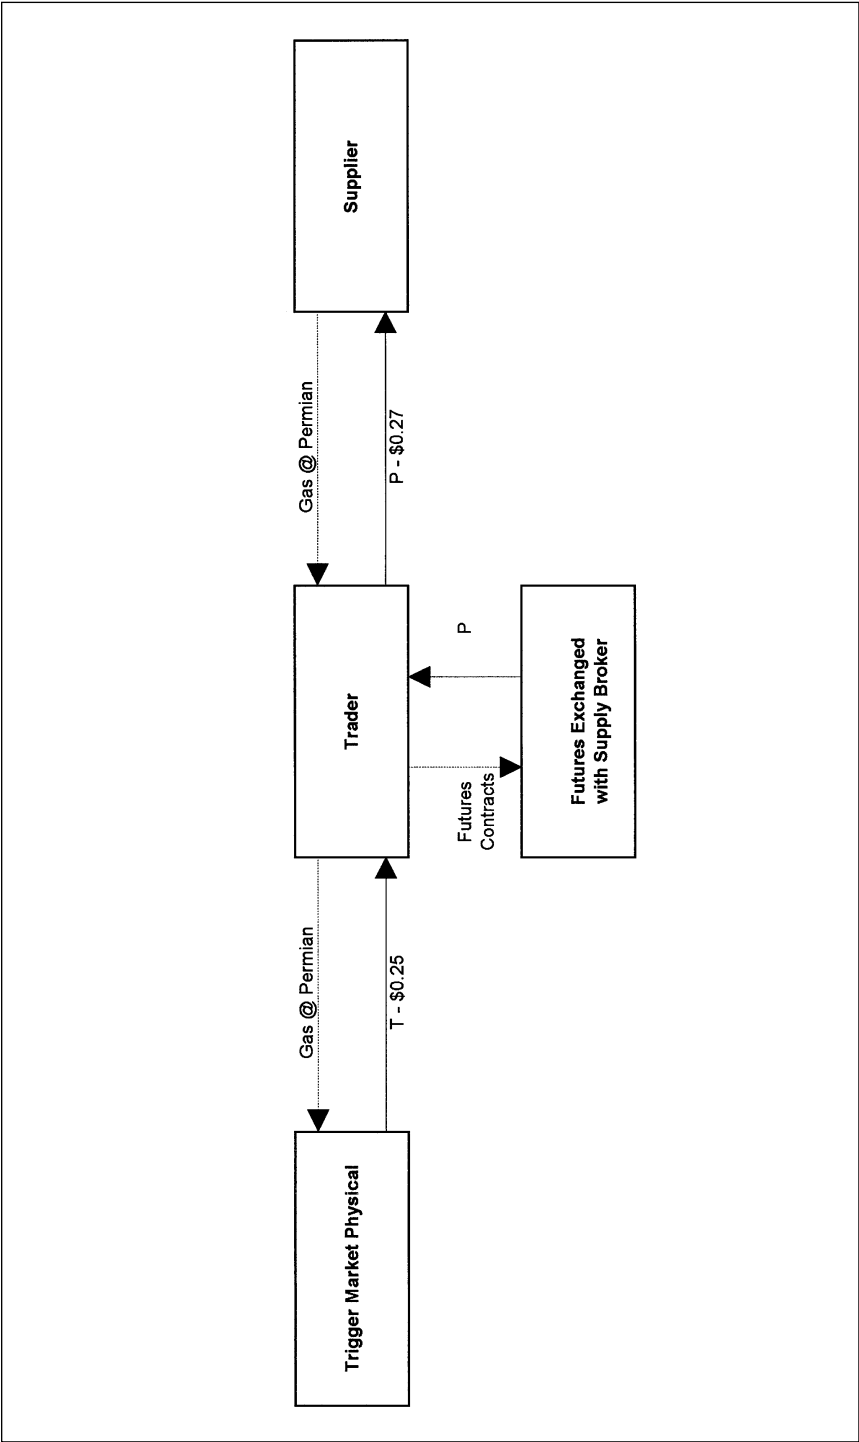 Trigger Market Physical
Gas @ Permian
T - $0.25
Trader
Gas @ Permian
P - $0.27
Supplier
Futures
Contracts
P
Futures Exchanged
with Supply Broker